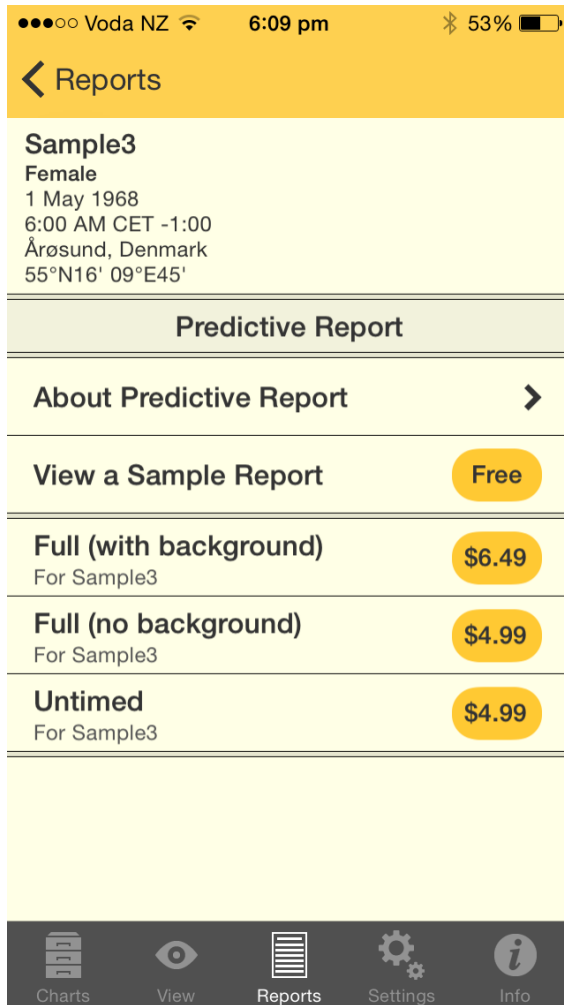 Voda NZ 6:09 pm 53%
Reports
Sample3
Female
1 May 1968
6:00 AM CET -1:00
Årøsund, Denmark
55°N16' 09°E45'
Predictive Report
About Predictive Report
View a Sample Report Free
Full (with background) $6.49
For Sample3
Full (no background) $4.99
For Sample3
Untimed $4.99
For Sample3
Charts View Reports Settings Info